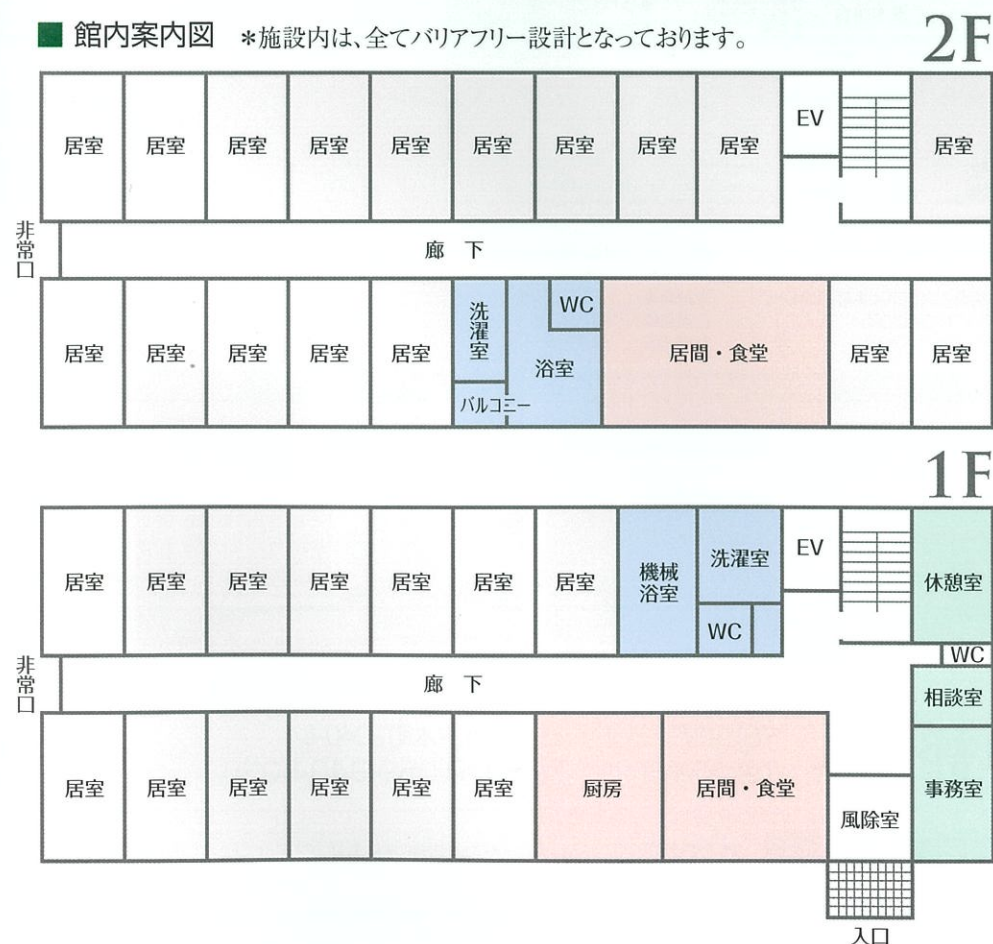 ■ 館内案内図 *施設内は、全てバリアフリー設計となっております。
2F
居室 居室 居室 居室 居室 居室 居室 居室 居室 EV 居室
非常口
廊 下
居室 居室 居室 居室 居室 洗濯室 バルコニー 浴室 WC 居間・食堂 居室 居室
1F
居室 居室 居室 居室 居室 居室 居室 機械浴室 洗濯室 WC EV 休憩室
WC
非常口
廊 下
相談室
居室 居室 居室 居室 居室 居室 厨房 居間・食堂 風除室 事務室
入口